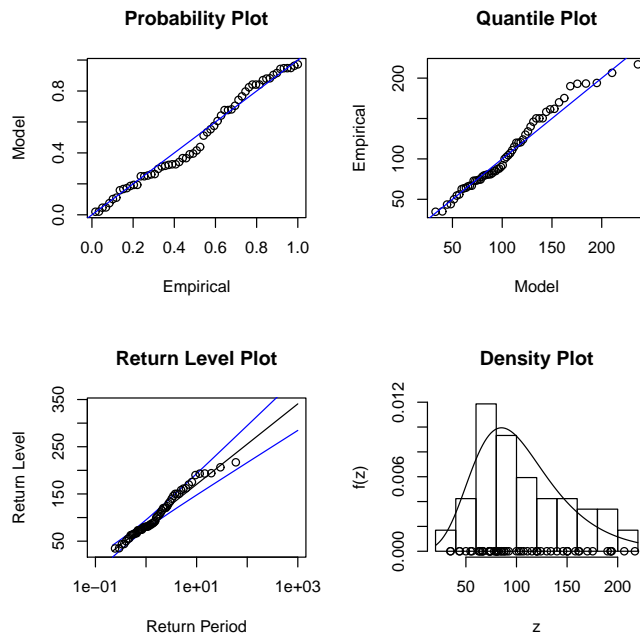 Probability Plot
Model
0.0 0.4 0.8
0.0 0.2 0.4 0.6 0.8 1.0
Empirical
Quantile Plot
Empirical
50 100 200
50 100 150 200
Model
Return Level Plot
Return Level
50 150 250 350
1e−01 1e+01 1e+03
Return Period
Density Plot
f(z)
0.000 0.006 0.012
50 100 150 200
z